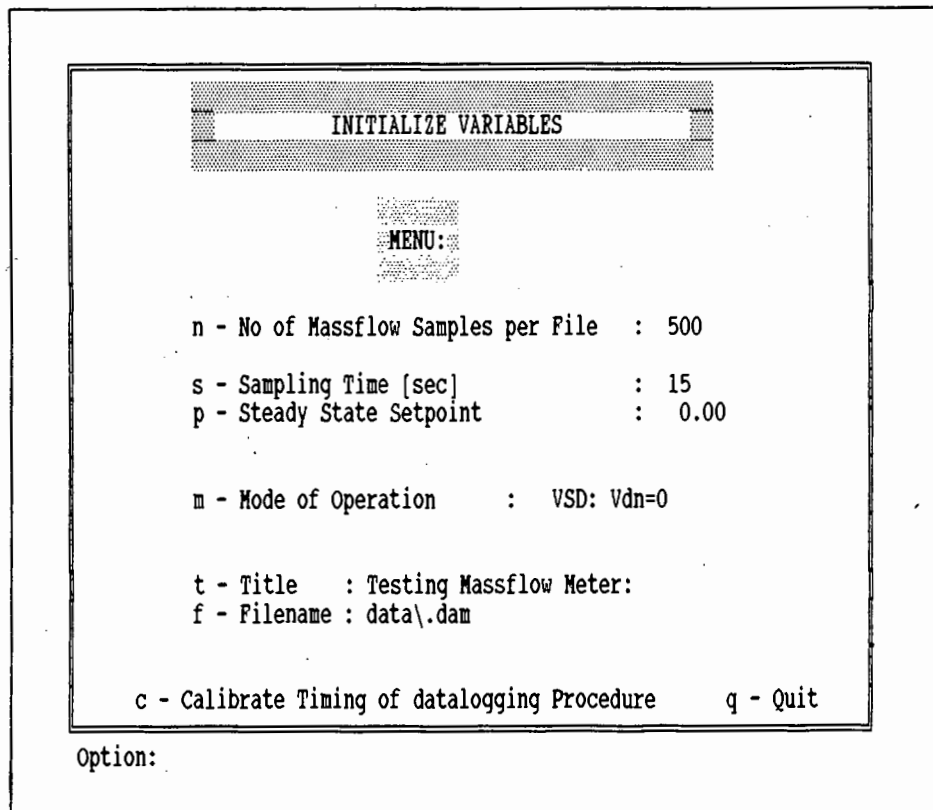 INITIALIZE VARIABLES
MENU:
n - No of Massflow Samples per File : 500
s - Sampling Time [sec] : 15
p - Steady State Setpoint : 0.00
m - Mode of Operation : VSD: Vdn=0
t - Title : Testing Massflow Meter:
f - Filename : data\.dam
c - Calibrate Timing of datalogging Procedure q - Quit
Option: